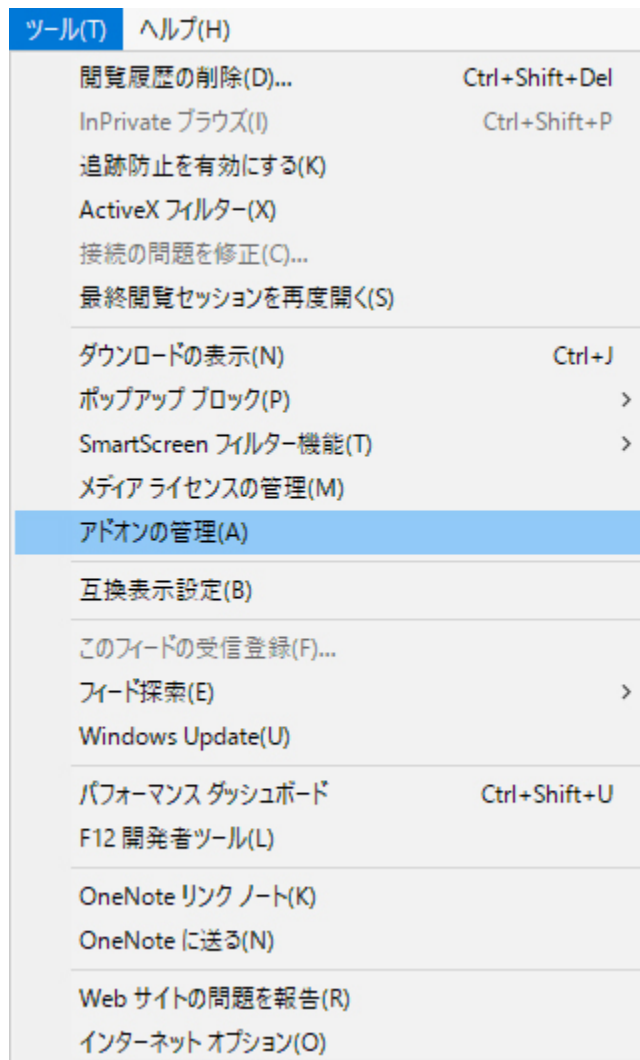 ツール(T) ヘルプ(H)
閲覧履歴の削除(D)... Ctrl+Shift+Del
InPrivate ブラウズ(I) Ctrl+Shift+P
追跡防止を有効にする(K)
ActiveX フィルター(X)
接続の問題を修正(C)...
最終閲覧セッションを再度開く(S)
ダウンロードの表示(N) Ctrl+J
ポップアップ ブロック(P)
SmartScreen フィルター機能(T)
メディア ライセンスの管理(M)
アドオンの管理(A)
互換表示設定(B)
このフィードの受信登録(F)...
フィード探索(E)
Windows Update(U)
パフォーマンス ダッシュボード Ctrl+Shift+U
F12 開発者ツール(L)
OneNote リンク ノート(K)
OneNote に送る(N)
Web サイトの問題を報告(R)
インターネット オプション(O)